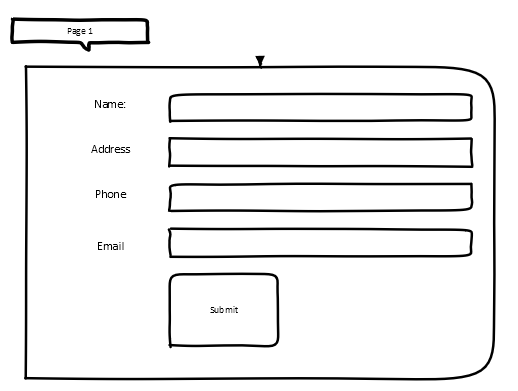 Page 1
Name:
Address
Phone
Email
Submit